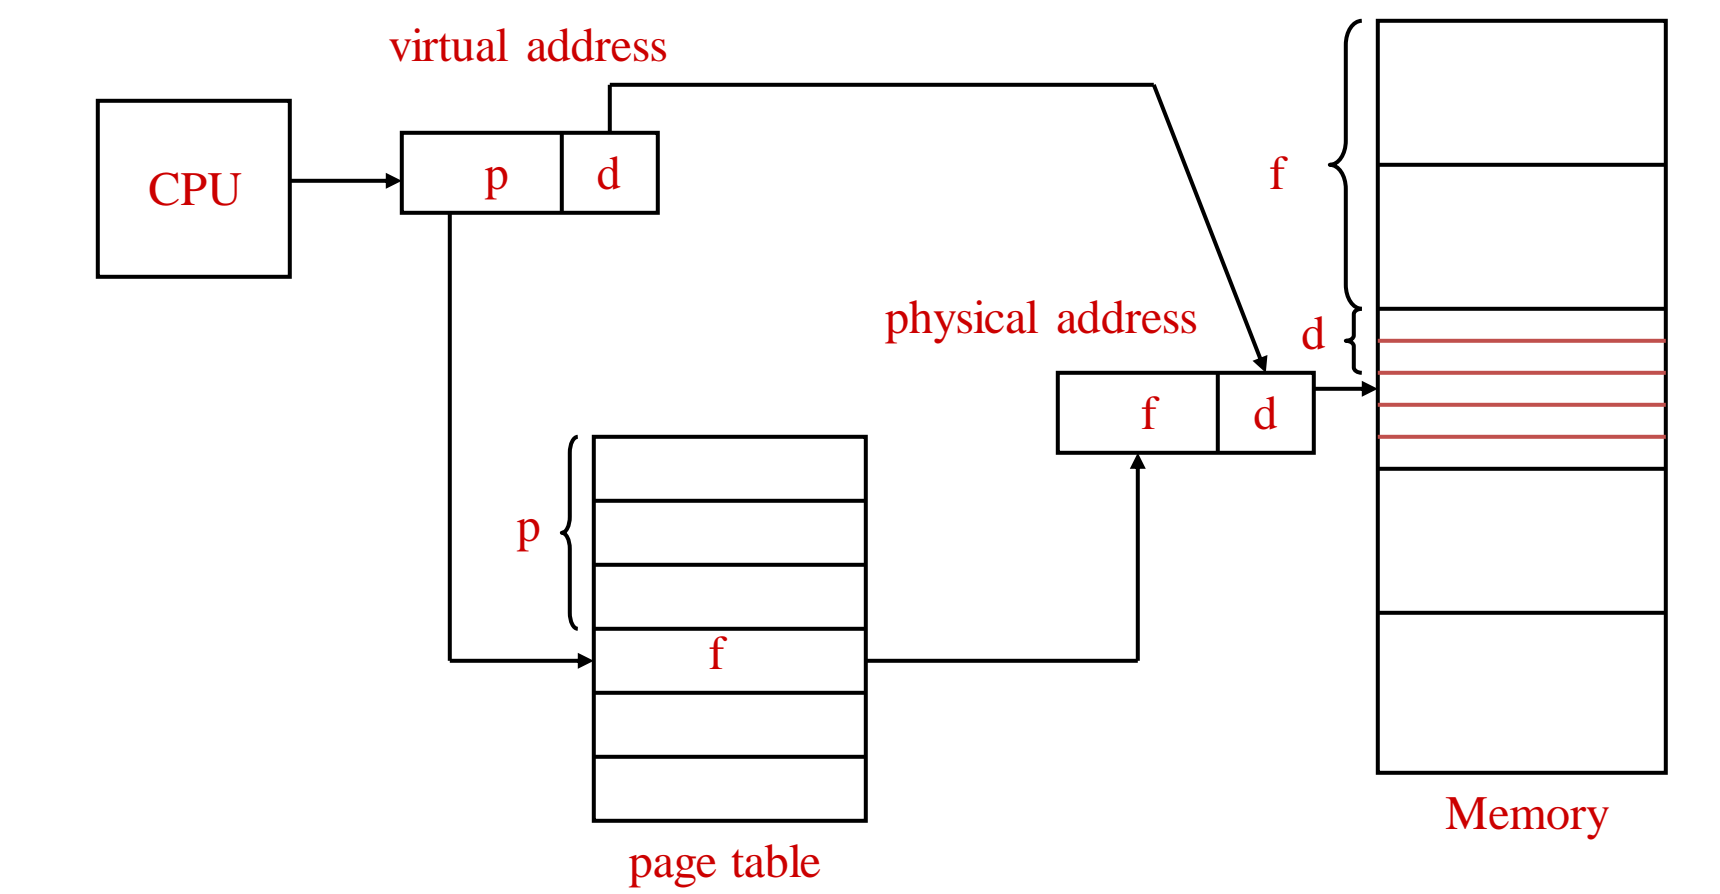 virtual address
CPU
p
d
f
physical address
d
f
d
p
f
Memory
page table